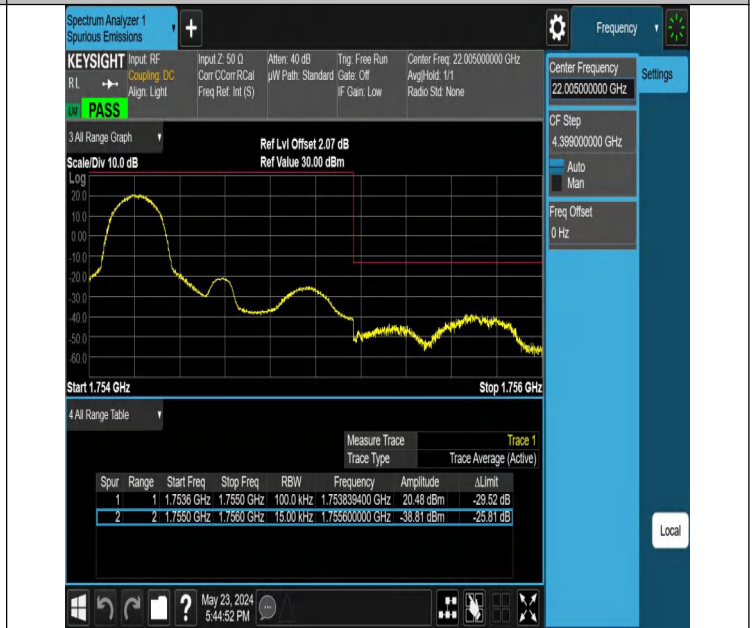 Spectrum Analyzer 1
Spurious Emissions
Frequency
KEYSIGHT
RL
Input: RF
Coupling: DC
Align: Light
Input Z: 50 Ω
Corr CCorr RCal
Freq Ref: Int (S)
Atten: 40 dB
µW Path: Standard
Trig: Free Run
Gate: Off
IF Gain: Low
Center Freq: 22.005000000 GHz
Avg|Hold: 1/1
Radio Std: None
PASS
Center Frequency
22.005000000 GHz
Settings
CF Step
4.399000000 GHz
Auto
Man
Freq Offset
0 Hz
3 All Range Graph
Ref Lvl Offset 2.07 dB
Scale/Div 10.0 dB
Ref Value 30.00 dBm
Log
20.0
10.0
0.00
-10.0
-20.0
-30.0
-40.0
-50.0
-60.0
Start 1.754 GHz
Stop 1.756 GHz
4 All Range Table
Measure Trace Trace 1
Trace Type Trace Average (Active)
Spur Range Start Freq Stop Freq RBW Frequency Amplitude ΔLimit
1 1 1.7536 GHz 1.7550 GHz 100.0 kHz 1.753839400 GHz 20.48 dBm -29.52 dB
2 2 1.7550 GHz 1.7560 GHz 15.00 kHz 1.755600000 GHz -38.81 dBm -25.81 dB
Local
?
May 23, 2024
5:44:52 PM